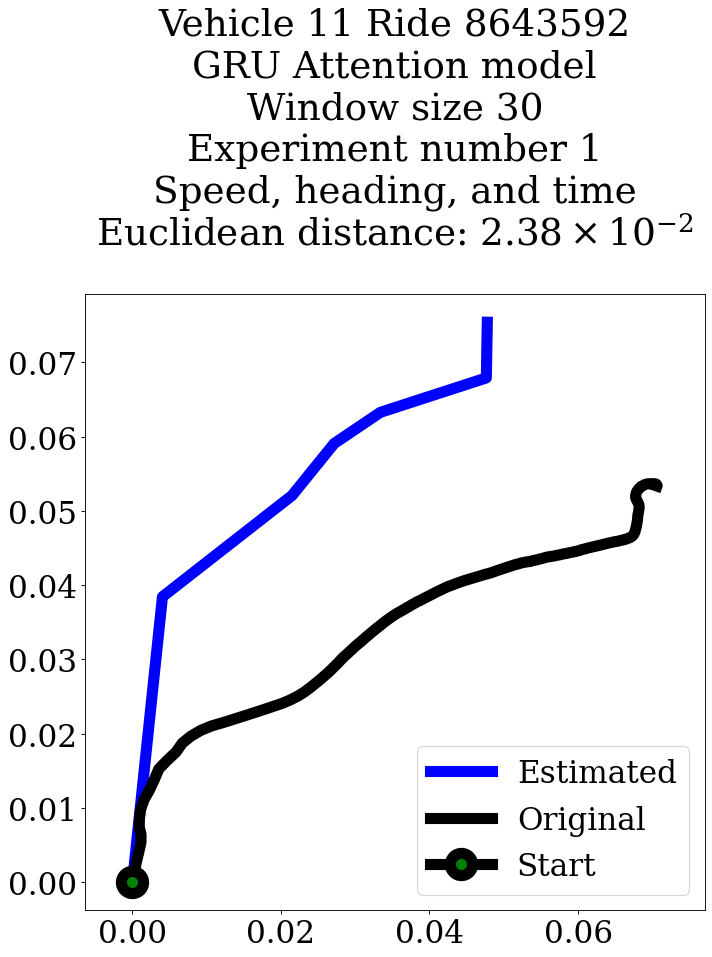 Vehicle 11 Ride 8643592
GRU Attention model
Window size 30
Experiment number 1
Speed, heading, and time
Euclidean distance: 2.38 × 10⁻²
0.07
0.06
0.05
0.04
0.03
0.02
0.01
0.00
Estimated
Original
Start
0.00 0.02 0.04 0.06